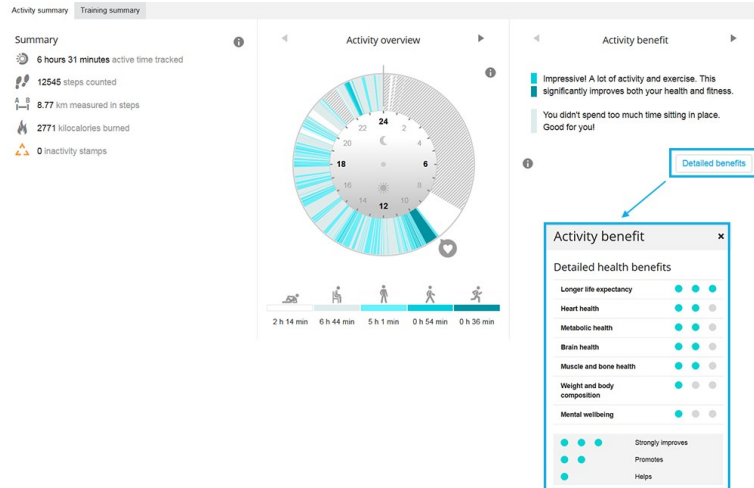 Activity summary
Training summary
Summary
6 hours 31 minutes active time tracked
12545 steps counted
A B
8.77 km measured in steps
2771 kilocalories burned
0 inactivity stamps
Activity overview
24
22
2
20
4
18
6
16
8
14
10
12
2 h 14 min
6 h 44 min
5 h 1 min
0 h 54 min
0 h 36 min
Activity benefit
Impressive! A lot of activity and exercise. This
significantly improves both your health and fitness.
You didn't spend too much time sitting in place.
Good for you!
Detailed benefits
Activity benefit
×
Detailed health benefits
Longer life expectancy
Heart health
Metabolic health
Brain health
Muscle and bone health
Weight and body
composition
Mental wellbeing
Strongly improves
Promotes
Helps